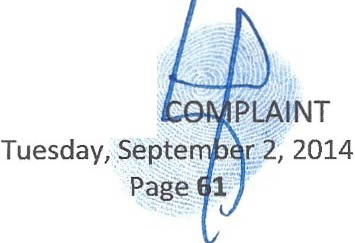 COMPLAINT
Tuesday, September 2, 2014
Page 61